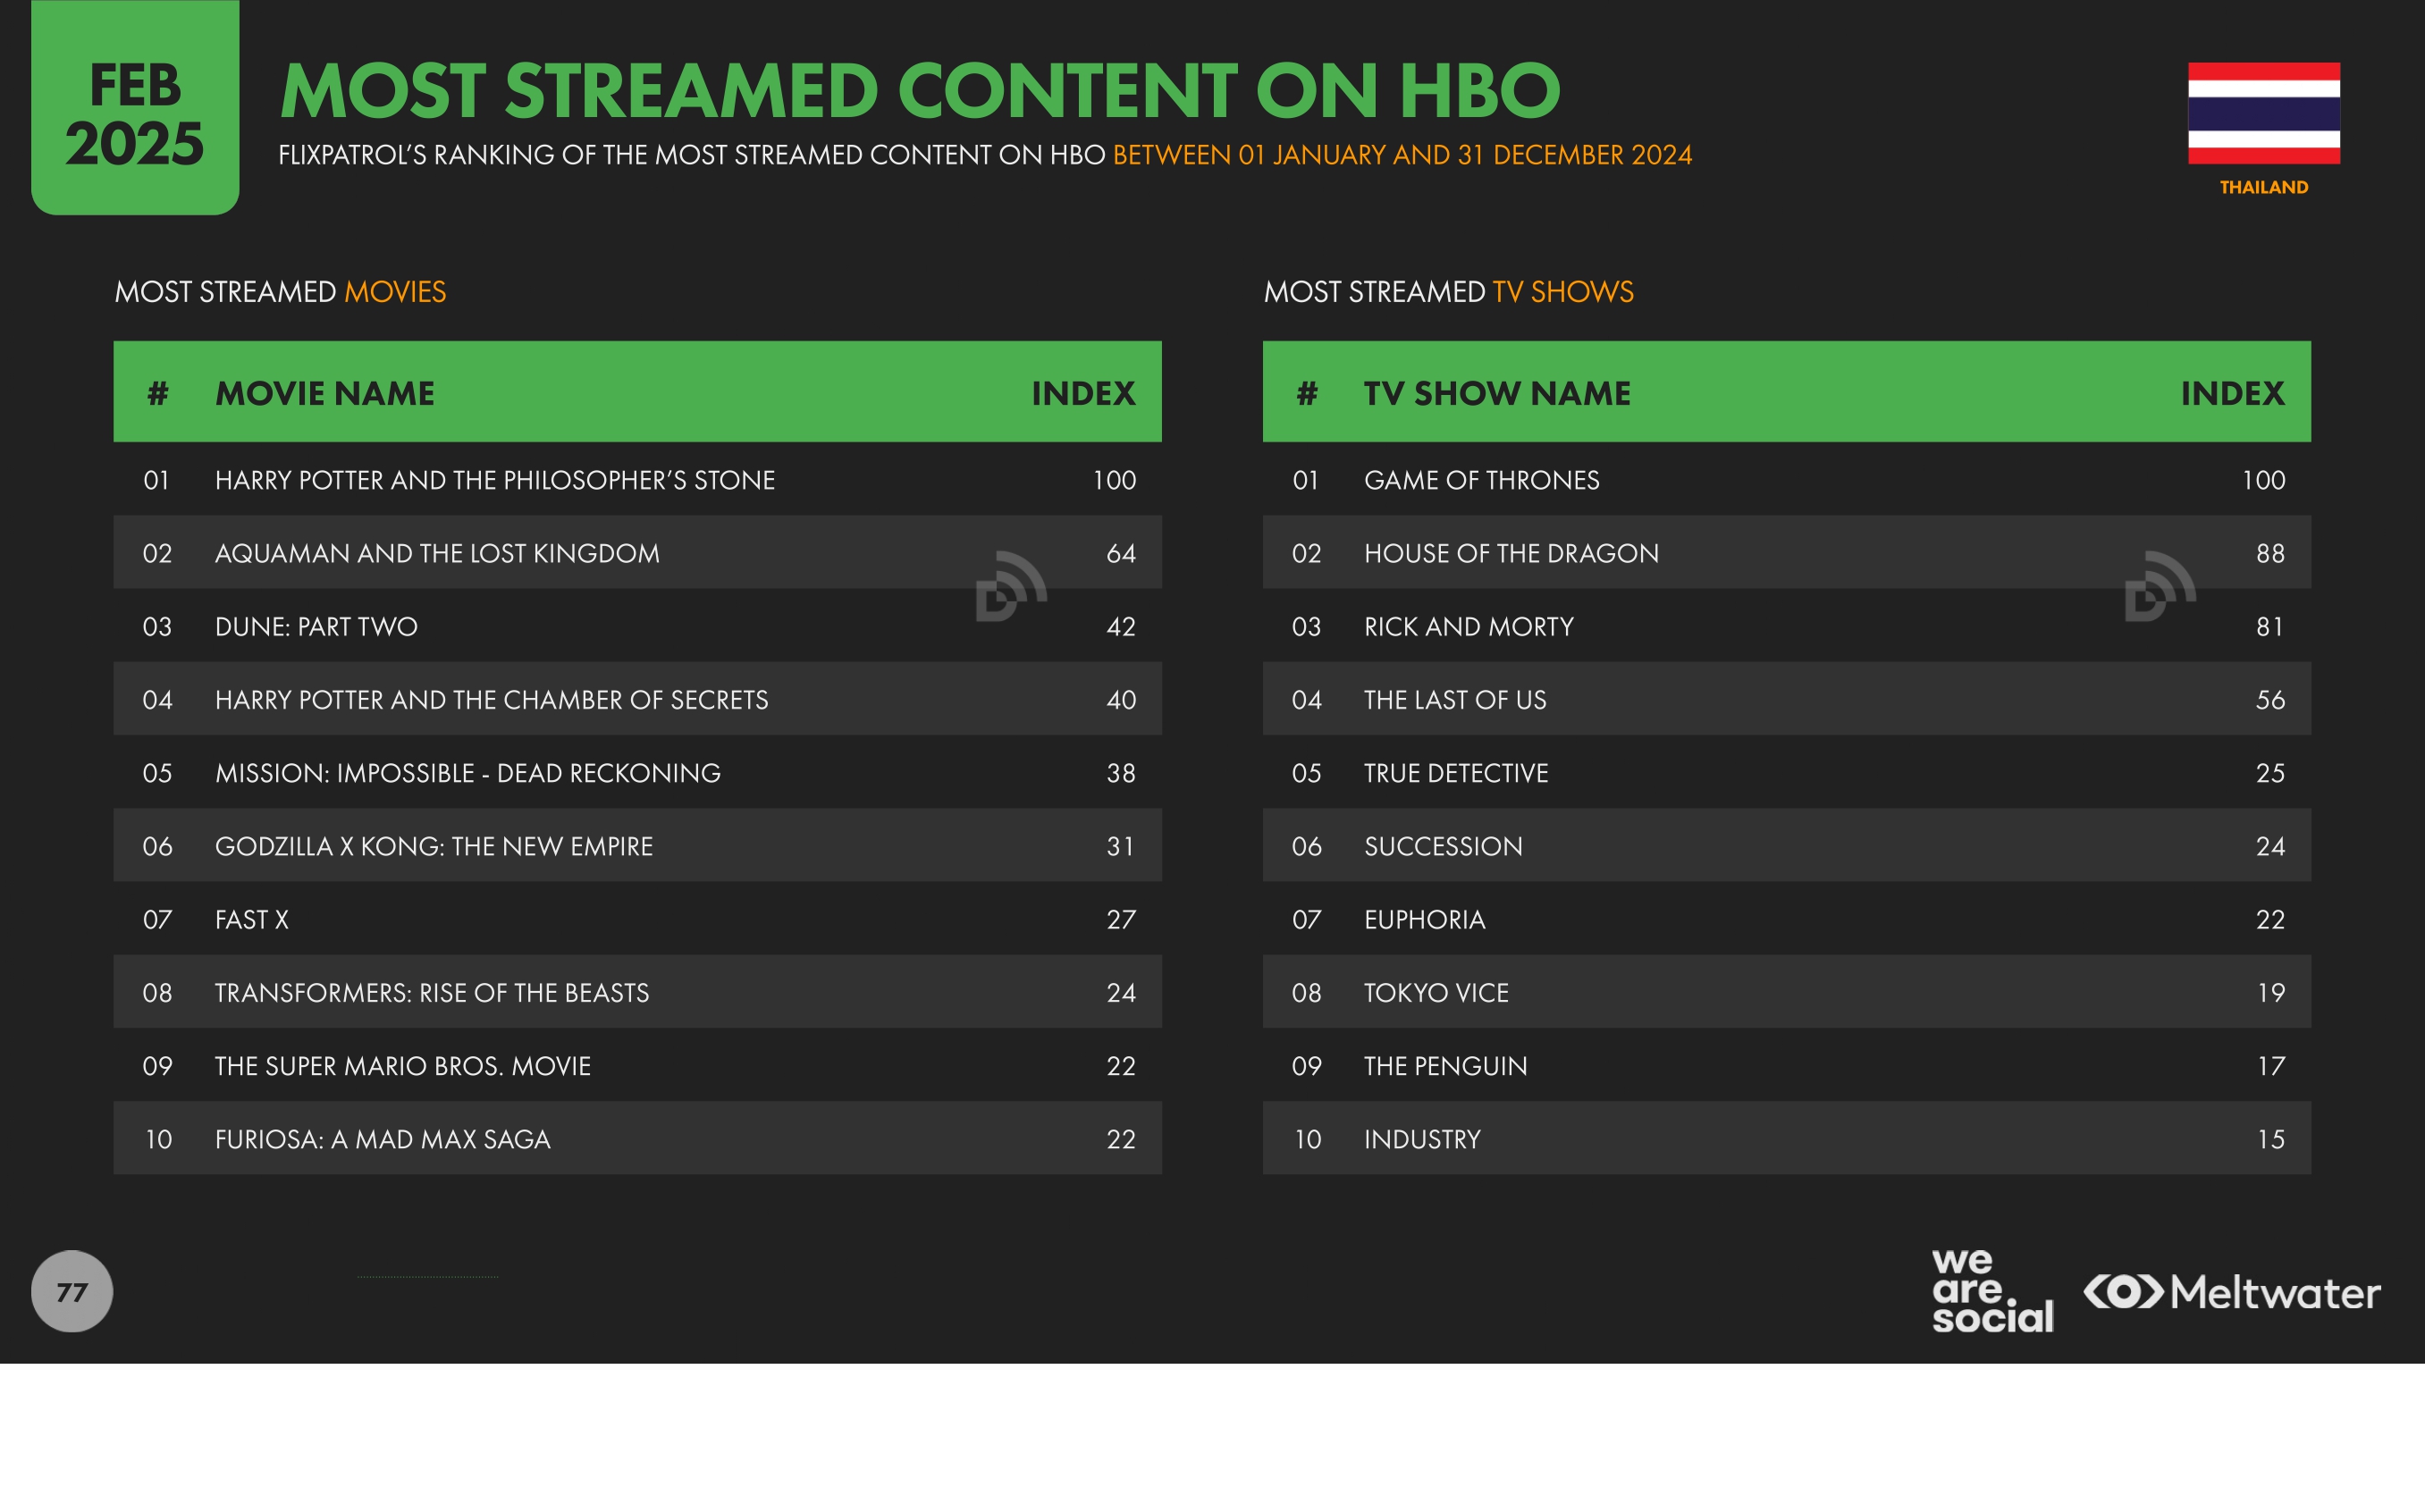 FEB
2025
MOST STREAMED CONTENT ON HBO
FLIXPATROL'S RANKING OF THE MOST STREAMED CONTENT ON HBO BETWEEN 01 JANUARY AND 31 DECEMBER 2024
THAILAND
MOST STREAMED MOVIES
# MOVIE NAME INDEX
01 HARRY POTTER AND THE PHILOSOPHER'S STONE 100
02 AQUAMAN AND THE LOST KINGDOM 64
03 DUNE: PART TWO 42
04 HARRY POTTER AND THE CHAMBER OF SECRETS 40
05 MISSION: IMPOSSIBLE - DEAD RECKONING 38
06 GODZILLA X KONG: THE NEW EMPIRE 31
07 FAST X 27
08 TRANSFORMERS: RISE OF THE BEASTS 24
09 THE SUPER MARIO BROS. MOVIE 22
10 FURIOSA: A MAD MAX SAGA 22
MOST STREAMED TV SHOWS
# TV SHOW NAME INDEX
01 GAME OF THRONES 100
02 HOUSE OF THE DRAGON 88
03 RICK AND MORTY 81
04 THE LAST OF US 56
05 TRUE DETECTIVE 25
06 SUCCESSION 24
07 EUPHORIA 22
08 TOKYO VICE 19
09 THE PENGUIN 17
10 INDUSTRY 15
77
we
are
social
Meltwater